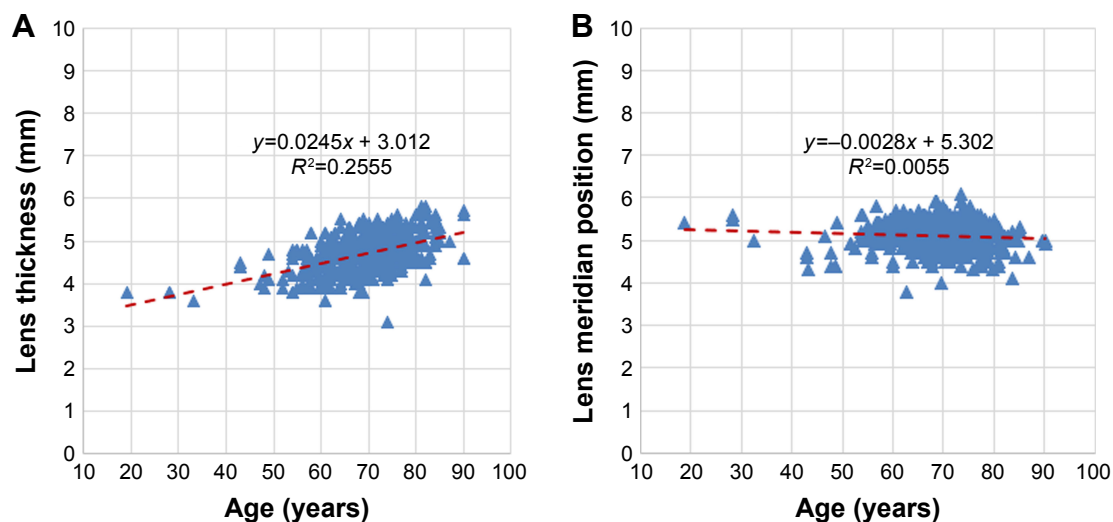 A
10
9
8
7
6
5
4
3
2
1
0
Lens thickness (mm)
y=0.0245x + 3.012
R²=0.2555
10 20 30 40 50 60 70 80 90 100
Age (years)
B
10
9
8
7
6
5
4
3
2
1
0
Lens meridian position (mm)
y=–0.0028x + 5.302
R²=0.0055
10 20 30 40 50 60 70 80 90 100
Age (years)